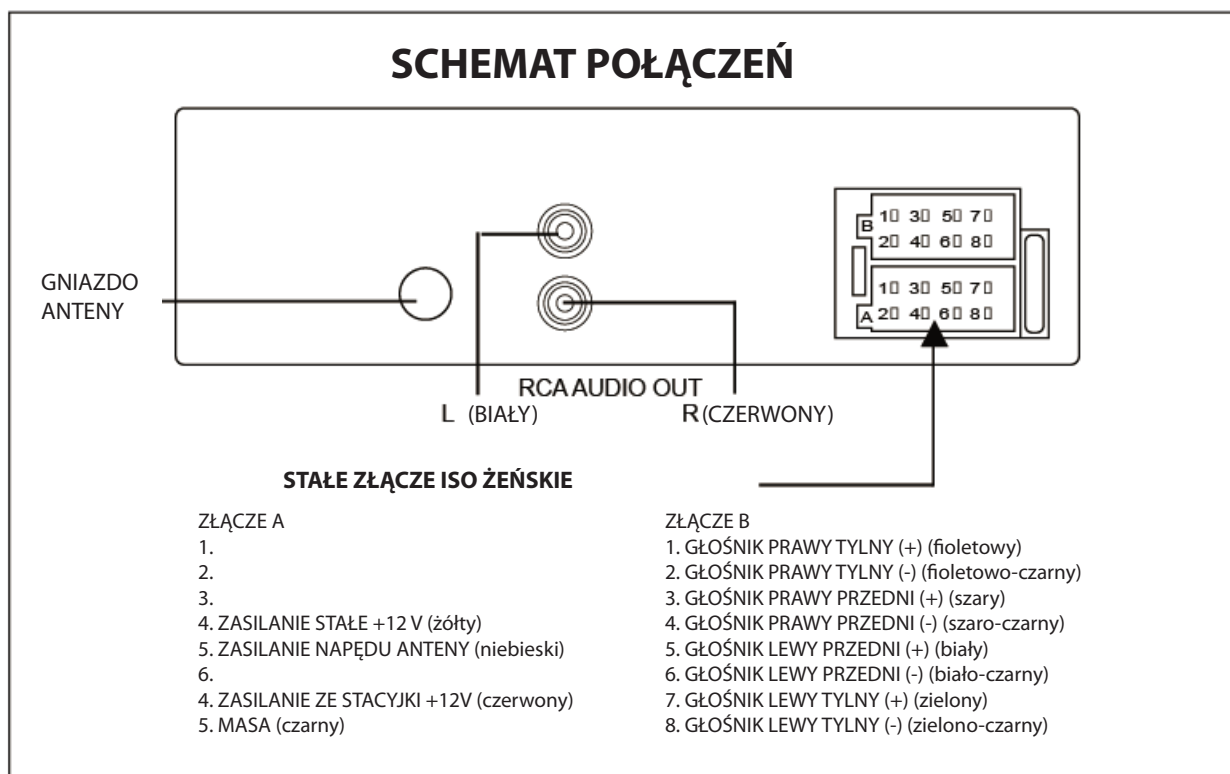 SCHEMAT POŁĄCZEŃ
GNIAZDO
ANTENY
B
1 3 5 7
2 4 6 8
1 3 5 7
A 2 4 6 8
RCA AUDIO OUT
L (BIAŁY)
R (CZERWONY)
STAŁE ZŁĄCZE ISO ŻEŃSKIE
ZŁĄCZE A
1.
2.
3.
4. ZASILANIE STAŁE +12 V (żółty)
5. ZASILANIE NAPĘDU ANTENY (niebieski)
6.
4. ZASILANIE ZE STACYJKI +12V (czerwony)
5. MASA (czarny)
ZŁĄCZE B
1. GŁOŚNIK PRAWY TYLNY (+) (fioletowy)
2. GŁOŚNIK PRAWY TYLNY (-) (fioletowo-czarny)
3. GŁOŚNIK PRAWY PRZEDNI (+) (szary)
4. GŁOŚNIK PRAWY PRZEDNI (-) (szaro-czarny)
5. GŁOŚNIK LEWY PRZEDNI (+) (biały)
6. GŁOŚNIK LEWY PRZEDNI (-) (biało-czarny)
7. GŁOŚNIK LEWY TYLNY (+) (zielony)
8. GŁOŚNIK LEWY TYLNY (-) (zielono-czarny)